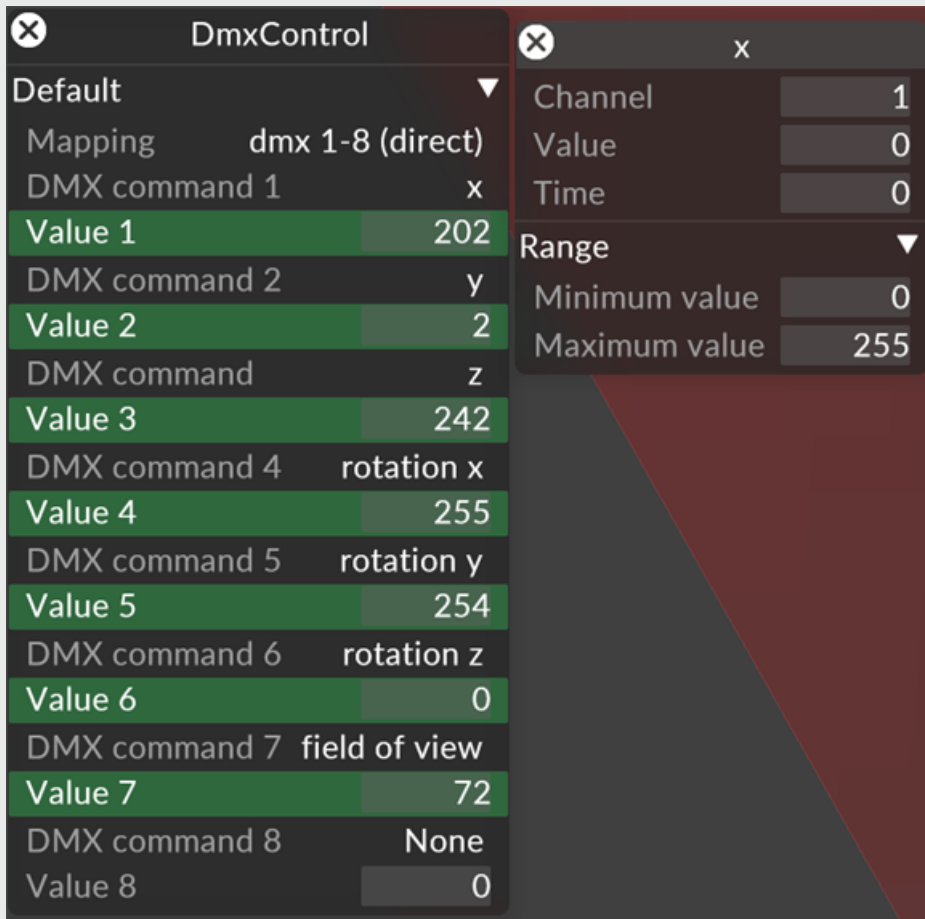 DmxControl
Default
Mapping dmx 1-8 (direct)
DMX command 1 x
Value 1 202
DMX command 2 y
Value 2 2
DMX command z
Value 3 242
DMX command 4 rotation x
Value 4 255
DMX command 5 rotation y
Value 5 254
DMX command 6 rotation z
Value 6 0
DMX command 7 field of view
Value 7 72
DMX command 8 None
Value 8 0
x
Channel 1
Value 0
Time 0
Range
Minimum value 0
Maximum value 255